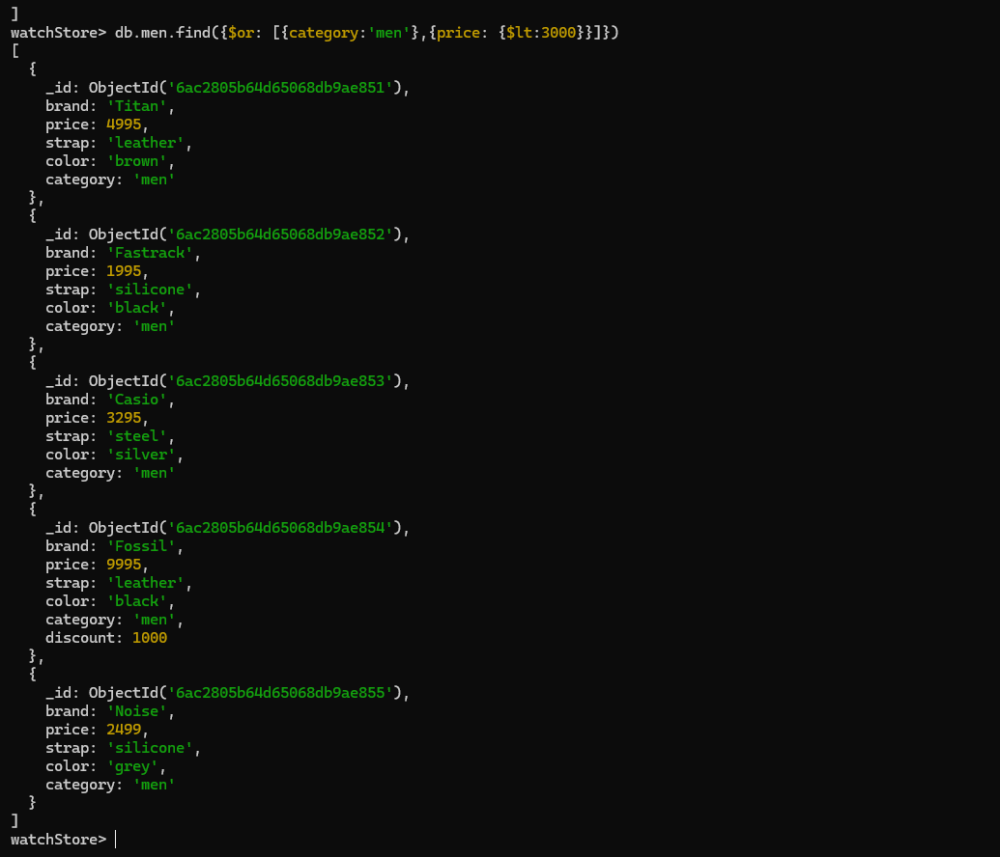 ]
watchStore> db.men.find({$or: [{category:'men'},{price: {$lt:3000}}]})
[
  {
    _id: ObjectId('6ac2805b64d65068db9ae851'),
    brand: 'Titan',
    price: 4995,
    strap: 'leather',
    color: 'brown',
    category: 'men'
  },
  {
    _id: ObjectId('6ac2805b64d65068db9ae852'),
    brand: 'Fastrack',
    price: 1995,
    strap: 'silicone',
    color: 'black',
    category: 'men'
  },
  {
    _id: ObjectId('6ac2805b64d65068db9ae853'),
    brand: 'Casio',
    price: 3295,
    strap: 'steel',
    color: 'silver',
    category: 'men'
  },
  {
    _id: ObjectId('6ac2805b64d65068db9ae854'),
    brand: 'Fossil',
    price: 9995,
    strap: 'leather',
    color: 'black',
    category: 'men',
    discount: 1000
  },
  {
    _id: ObjectId('6ac2805b64d65068db9ae855'),
    brand: 'Noise',
    price: 2499,
    strap: 'silicone',
    color: 'grey',
    category: 'men'
  }
]
watchStore>